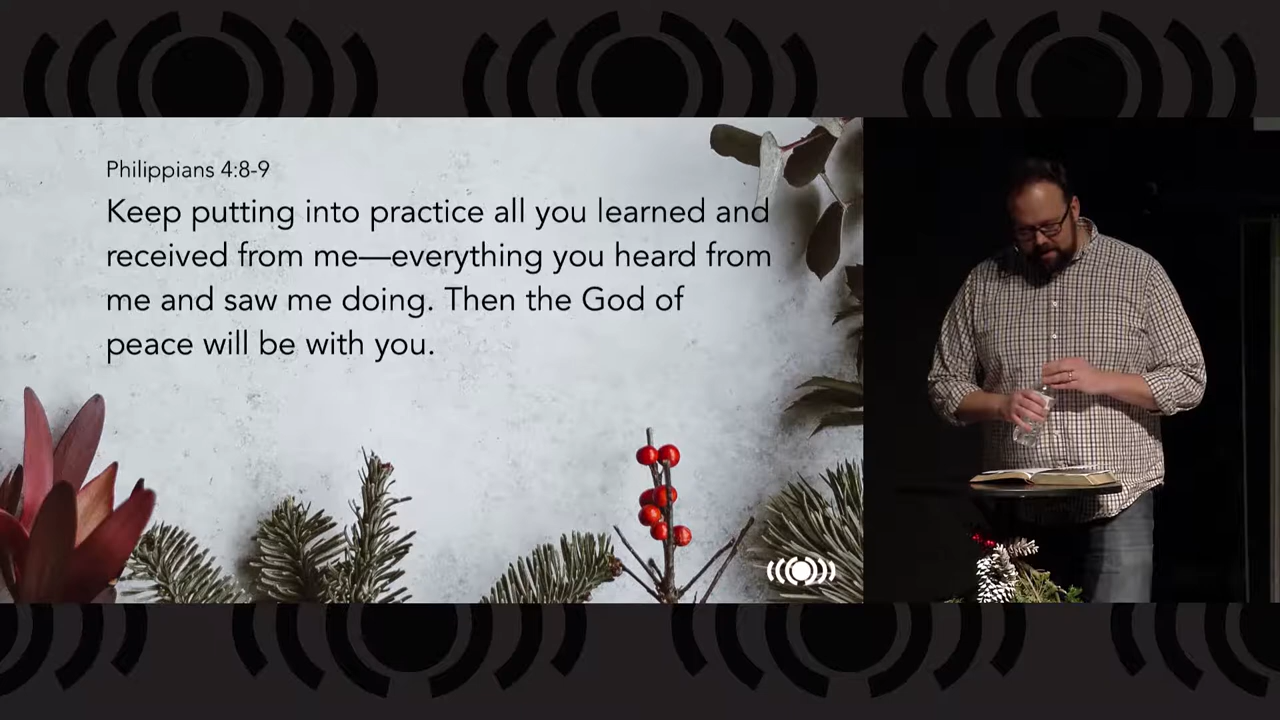 Philippians 4:8-9
Keep putting into practice all you learned and
received from me—everything you heard from
me and saw me doing. Then the God of
peace will be with you.